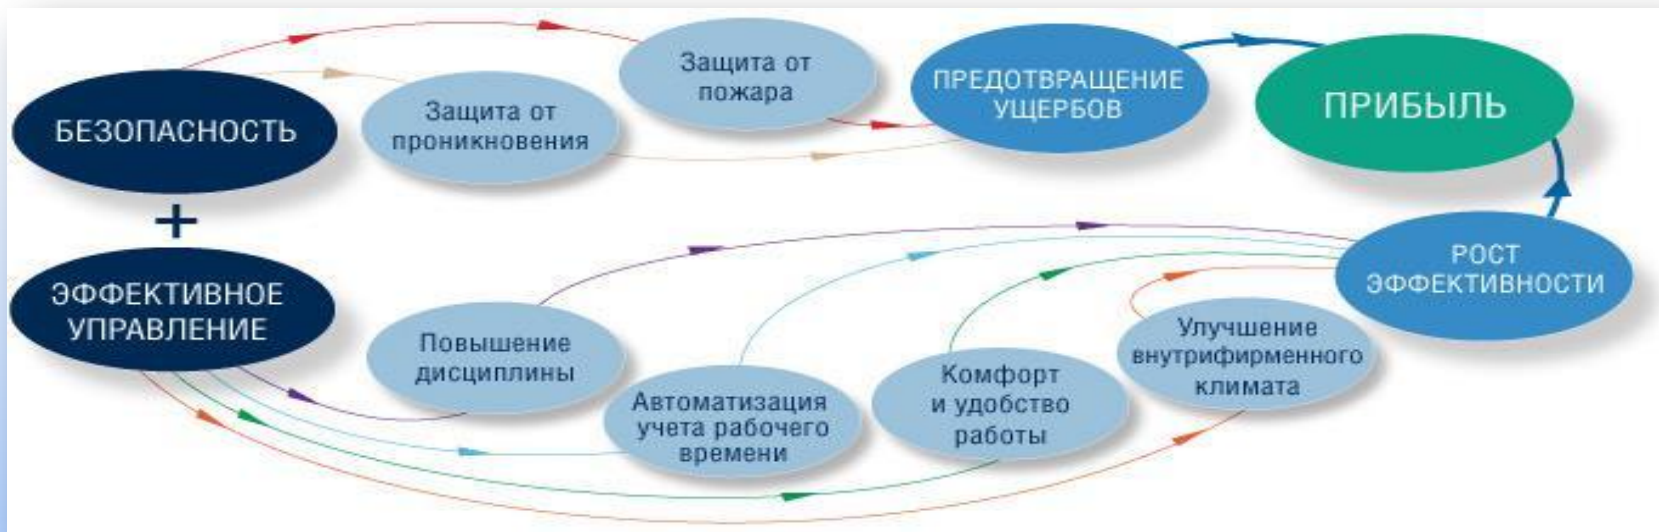 БЕЗОПАСНОСТЬ
Защита от
проникновения
Защита от
пожара
ПРЕДОТВРАЩЕНИЕ
УЩЕРБОВ
ПРИБЫЛЬ
+
ЭФФЕКТИВНОЕ
УПРАВЛЕНИЕ
Повышение
дисциплины
Автоматизация
учета рабочего
времени
Комфорт
и удобство
работы
Улучшение
внутрифирменного
климата
РОСТ
ЭФФЕКТИВНОСТИ